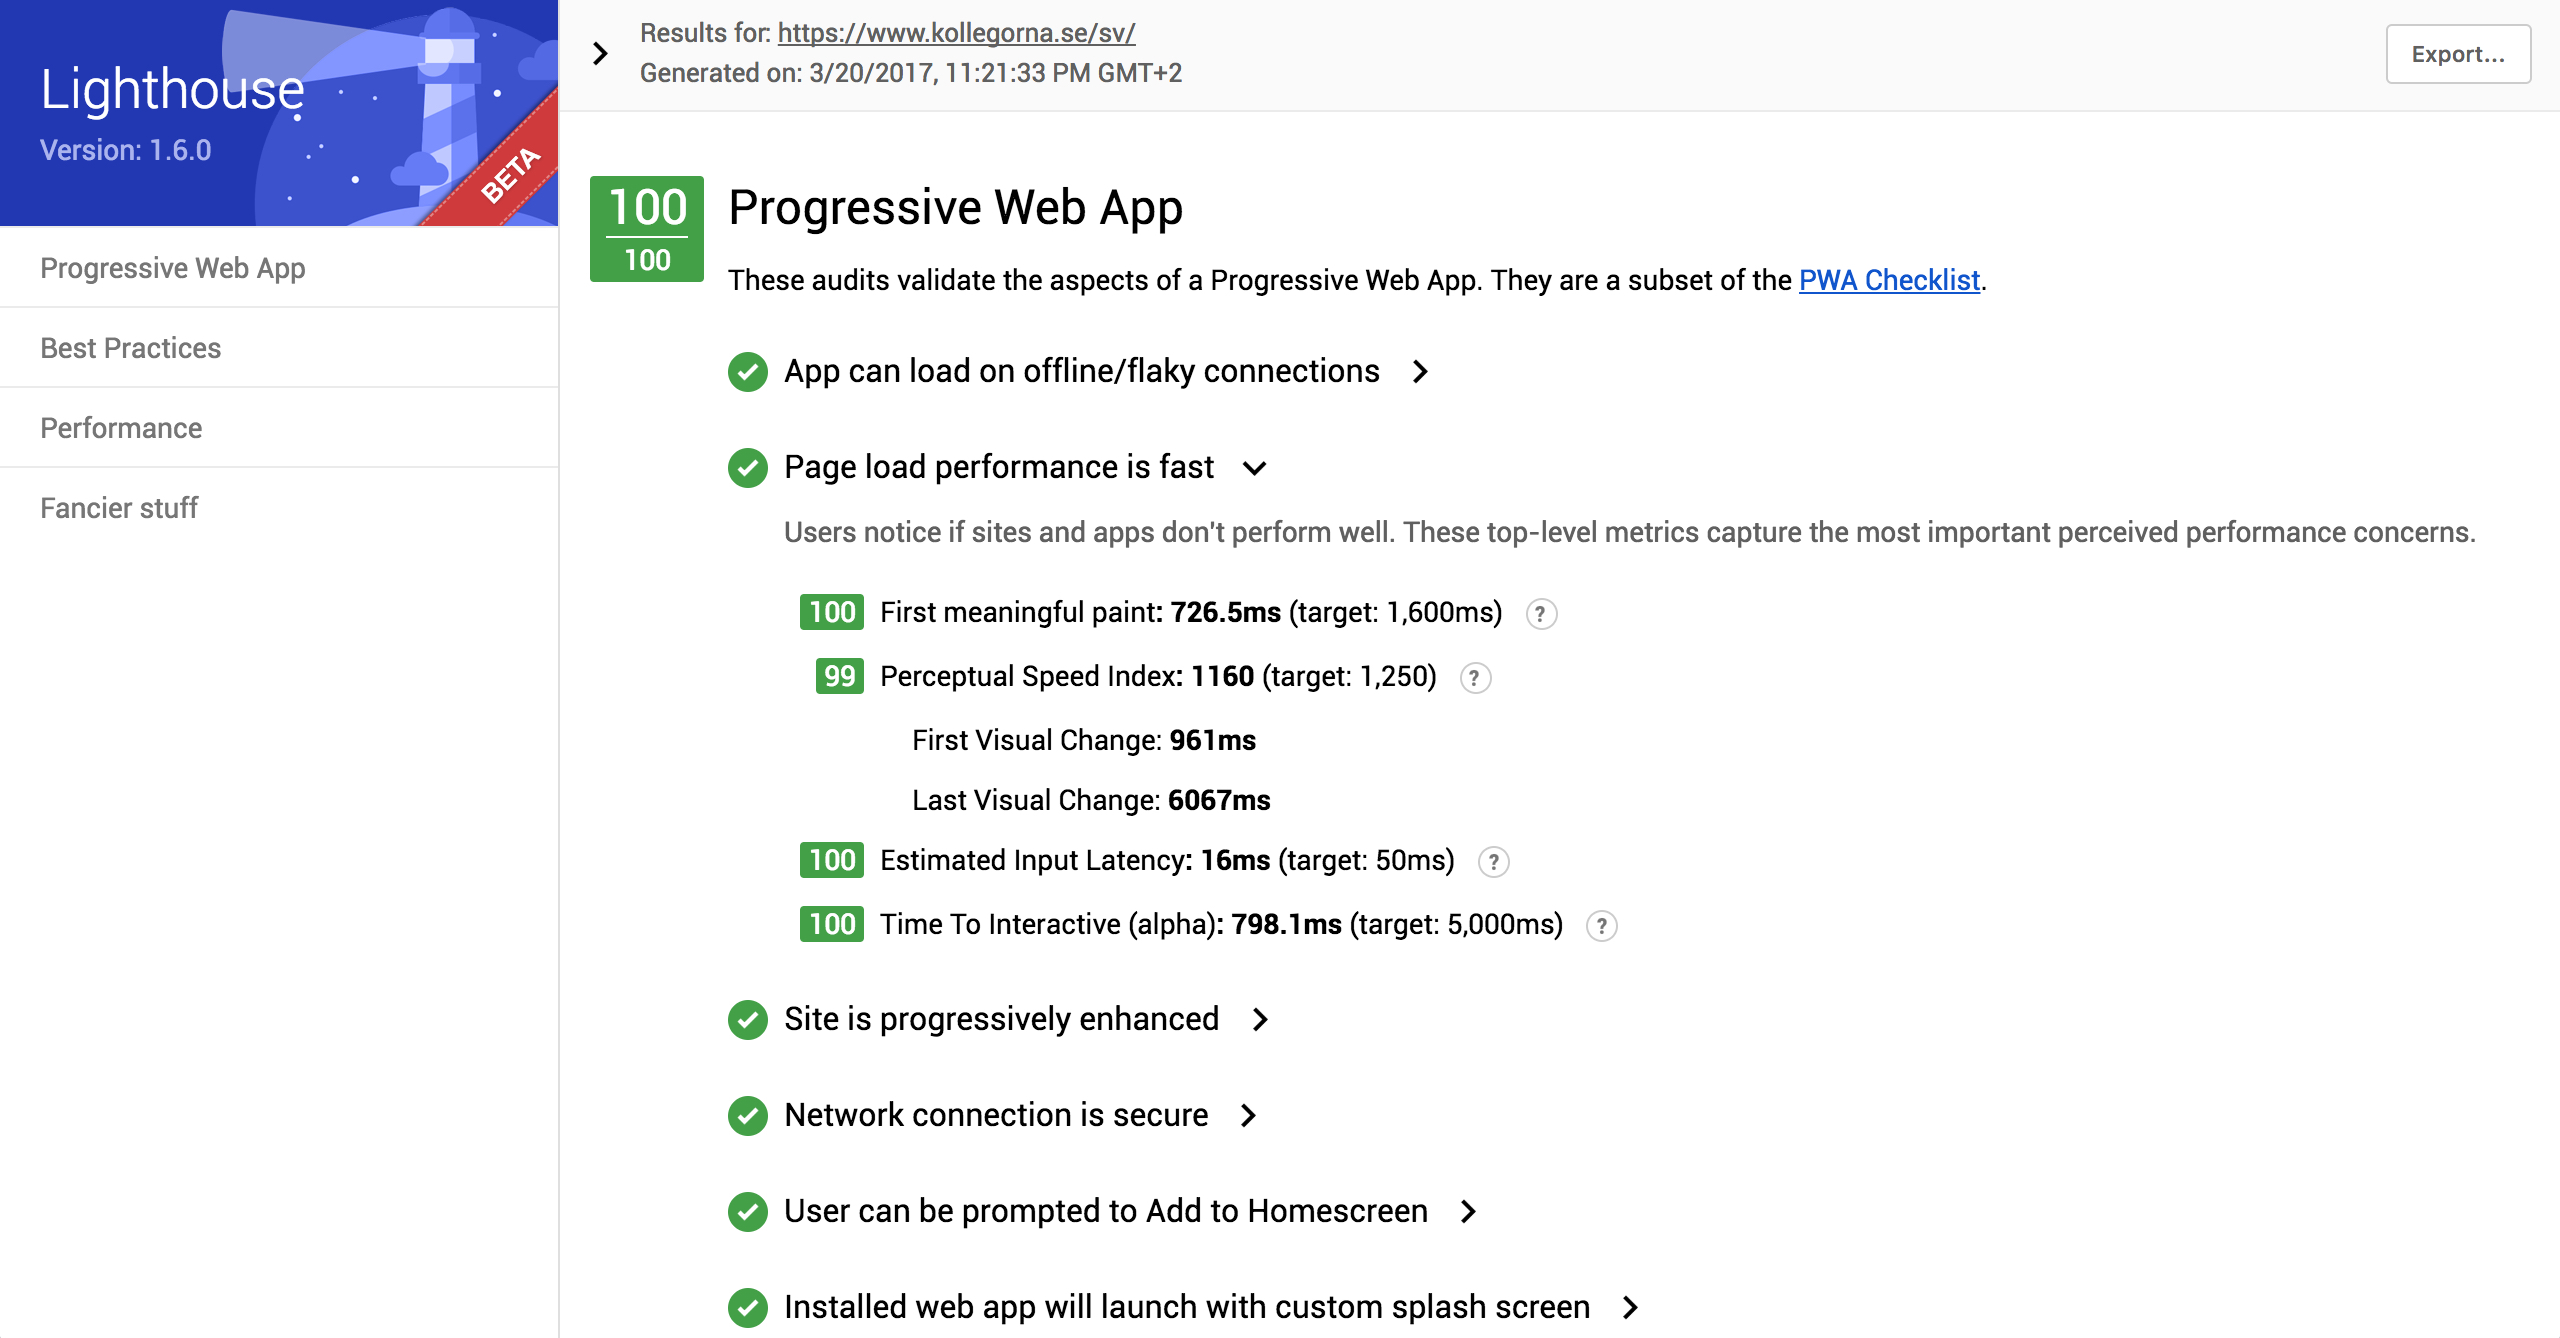 Lighthouse
Version: 1.6.0
BETA
Progressive Web App
Best Practices
Performance
Fancier stuff
Results for: https://www.kollegorna.se/sv/
Generated on: 3/20/2017, 11:21:33 PM GMT+2
Export...
100
100
Progressive Web App
These audits validate the aspects of a Progressive Web App. They are a subset of the PWA Checklist.
App can load on offline/flaky connections
Page load performance is fast
Users notice if sites and apps don't perform well. These top-level metrics capture the most important perceived performance concerns.
100 First meaningful paint: 726.5ms (target: 1,600ms) ?
99 Perceptual Speed Index: 1160 (target: 1,250) ?
First Visual Change: 961ms
Last Visual Change: 6067ms
100 Estimated Input Latency: 16ms (target: 50ms) ?
100 Time To Interactive (alpha): 798.1ms (target: 5,000ms) ?
Site is progressively enhanced
Network connection is secure
User can be prompted to Add to Homescreen
Installed web app will launch with custom splash screen